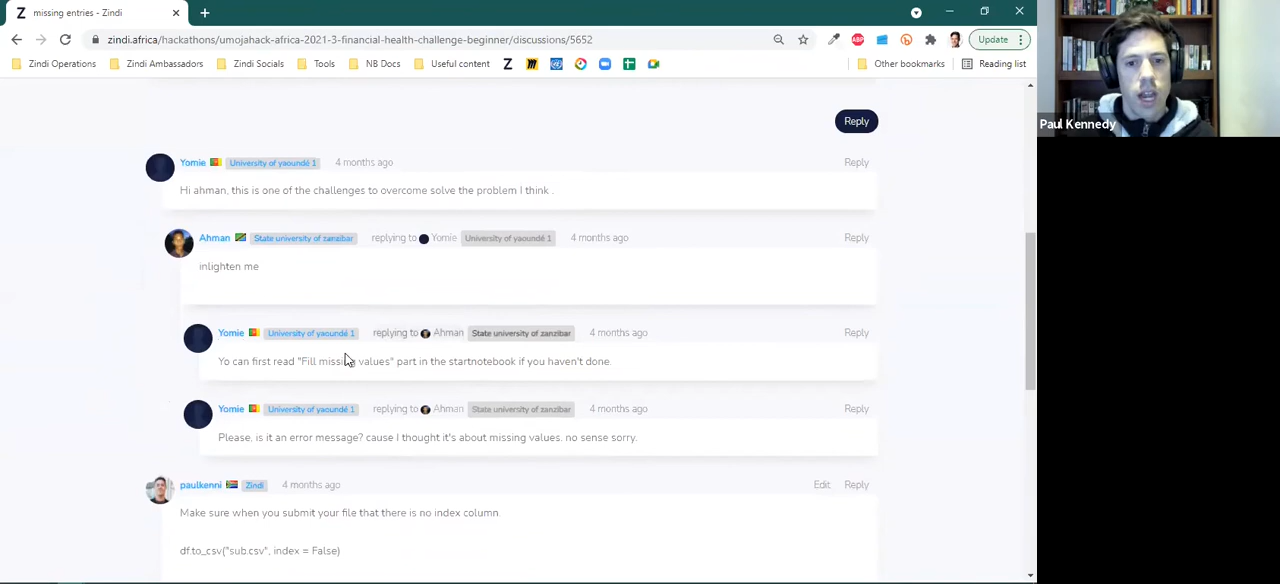 missing entries - Zindi
zindi.africa/hackathons/umojahack-africa-2021-3-financial-health-challenge-beginner/discussions/5652
ABP
Update
Zindi Operations
Zindi Ambassadors
Zindi Socials
Tools
NB Docs
Useful content
Other bookmarks
Reading list
Paul Kennedy
Reply
Yomie University of yaoundé 1 4 months ago Reply
Hi ahman, this is one of the challenges to overcome solve the problem I think .
Ahman State university of zanzibar replying to Yomie University of yaoundé 1 4 months ago Reply
inlighten me
Yomie University of yaoundé 1 replying to Ahman State university of zanzibar 4 months ago Reply
Yo can first read "Fill missing values" part in the startnotebook if you haven't done.
Yomie University of yaoundé 1 replying to Ahman State university of zanzibar 4 months ago Reply
Please, is it an error message? cause I thought it's about missing values. no sense sorry.
paulkenni Zindi 4 months ago Edit Reply
Make sure when you submit your file that there is no index column.
df.to_csv("sub.csv", index = False)